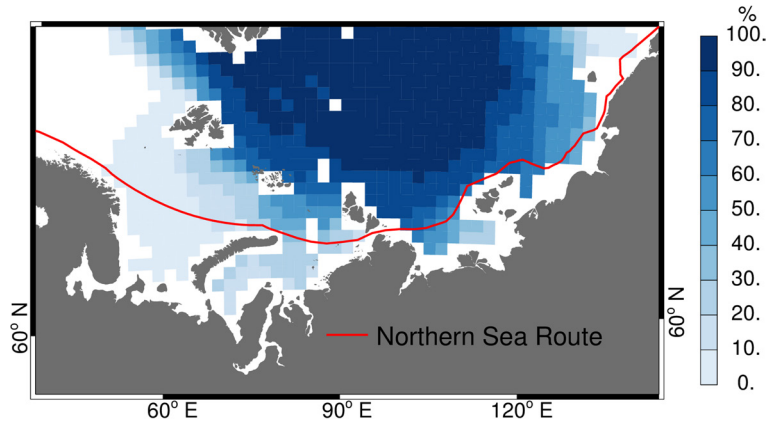 %
100.
90.
80.
70.
60.
50.
40.
30.
20.
10.
0.
60° N
60° N
Northern Sea Route
60° E
90° E
120° E